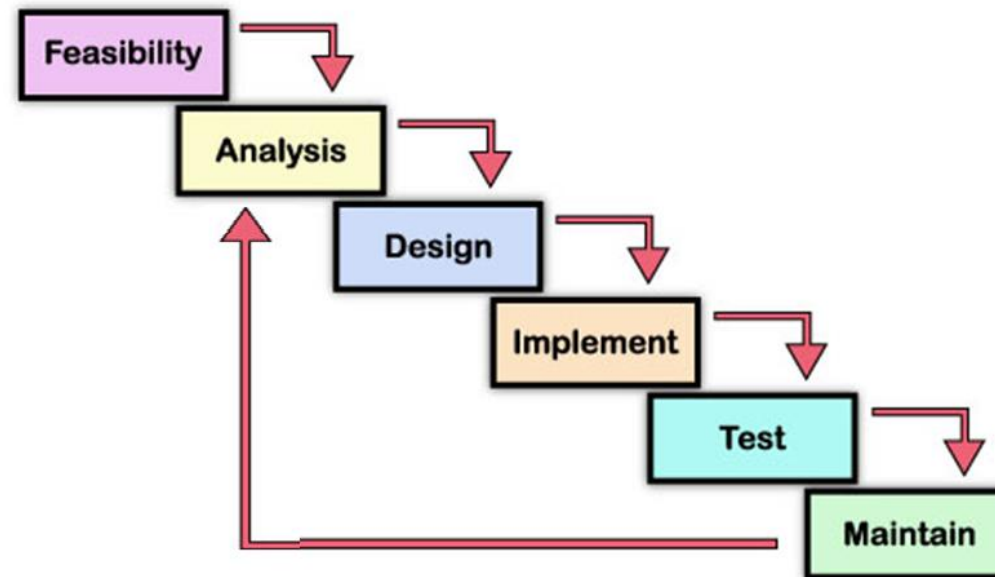 Feasibility
Analysis
Design
Implement
Test
Maintain